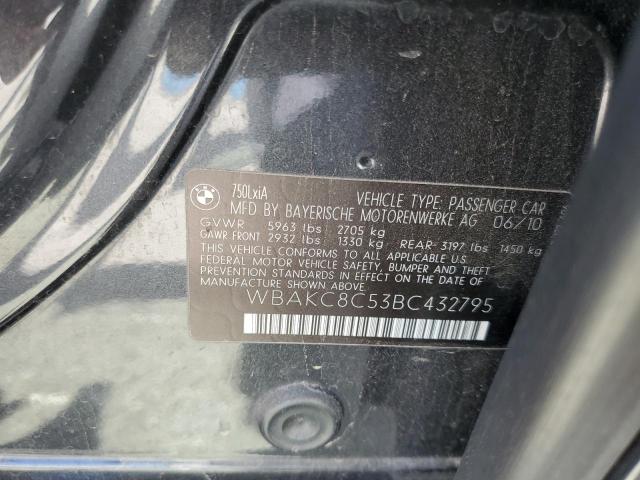 BMW
750LxiA
VEHICLE TYPE: PASSENGER CAR
MFD BY BAYERISCHE MOTORENWERKE AG 06/10
GVWR 5963 lbs 2705 kg
GAWR FRONT 2932 lbs 1330 kg REAR: 3197 lbs 1450 kg
THIS VEHICLE CONFORMS TO ALL APPLICABLE U.S.
FEDERAL MOTOR VEHICLE SAFETY, BUMPER AND THEFT
PREVENTION STANDARDS IN EFFECT ON THE DATE OF
MANUFACTURE SHOWN ABOVE.
WBAKC8C53BC432795